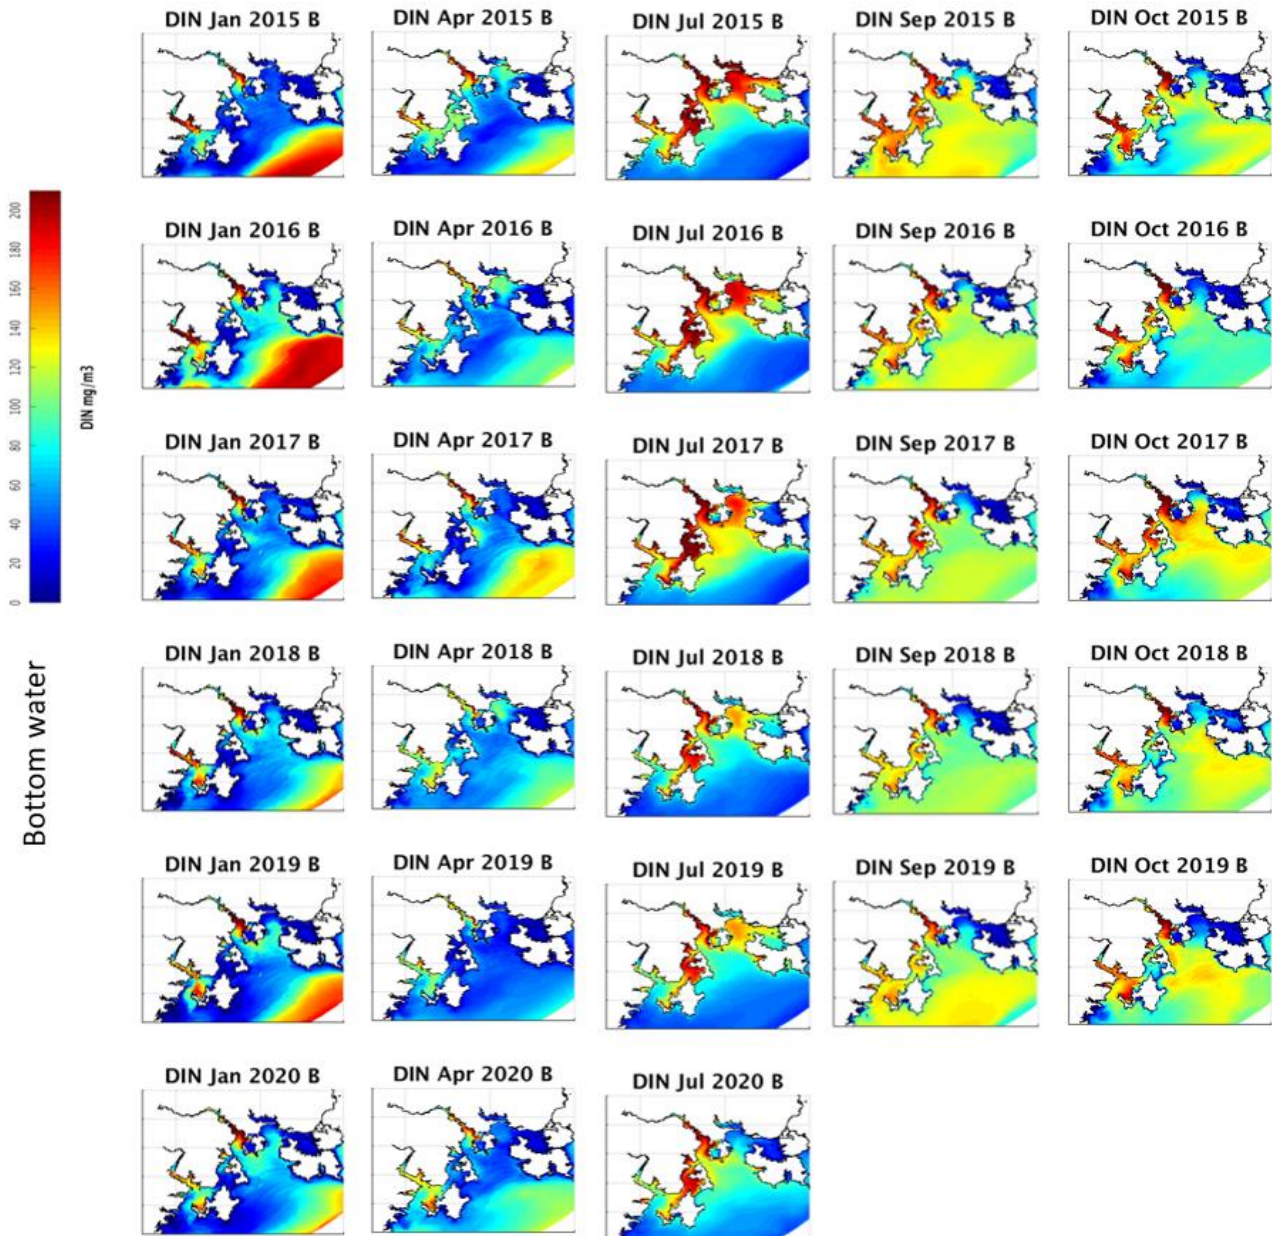 DIN Jan 2015 B DIN Apr 2015 B DIN Jul 2015 B DIN Sep 2015 B DIN Oct 2015 B
DIN Jan 2016 B DIN Apr 2016 B DIN Jul 2016 B DIN Sep 2016 B DIN Oct 2016 B
200
180
160
140
120
100
80
60
40
20
0
DIN mg/m3
DIN Jan 2017 B DIN Apr 2017 B DIN Jul 2017 B DIN Sep 2017 B DIN Oct 2017 B
DIN Jan 2018 B DIN Apr 2018 B DIN Jul 2018 B DIN Sep 2018 B DIN Oct 2018 B
Bottom water
DIN Jan 2019 B DIN Apr 2019 B DIN Jul 2019 B DIN Sep 2019 B DIN Oct 2019 B
DIN Jan 2020 B DIN Apr 2020 B DIN Jul 2020 B